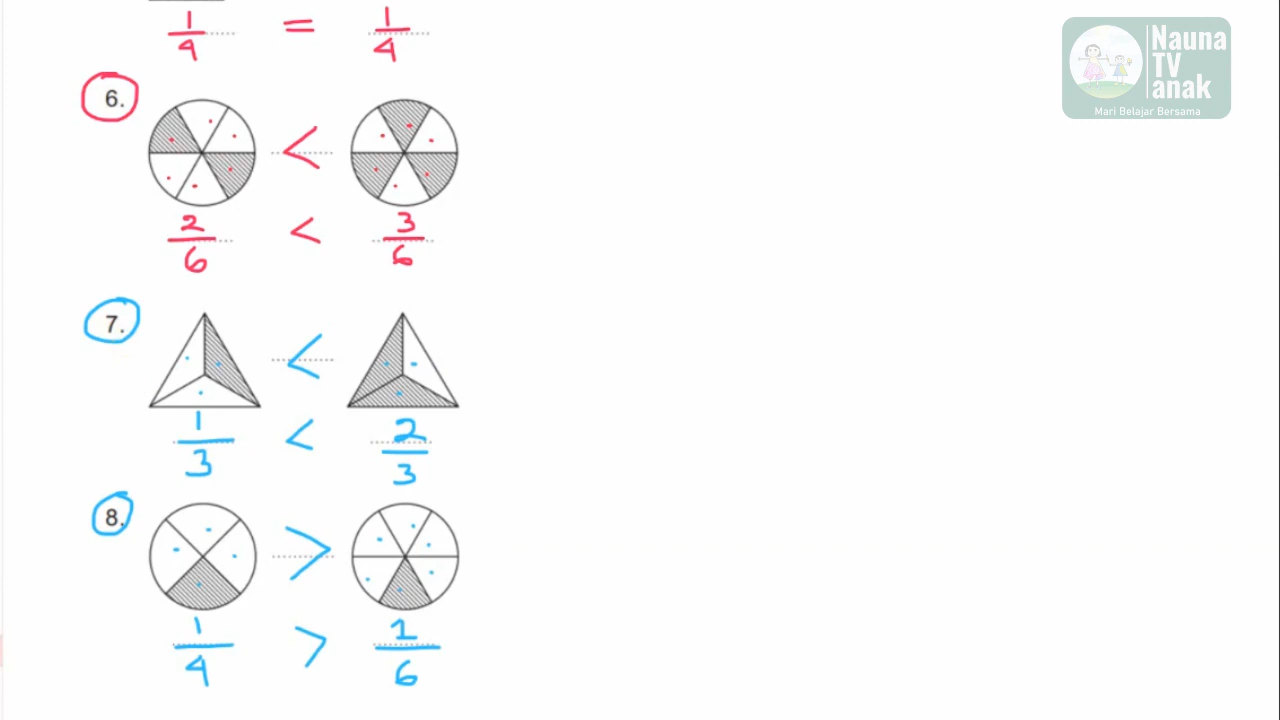 1/4 = 1/4
Nauna
TV
anak
Mari Belajar Bersama
6.
<
2/6 < 3/6
7.
<
1/3 < 2/3
8.
>
1/4 > 1/6